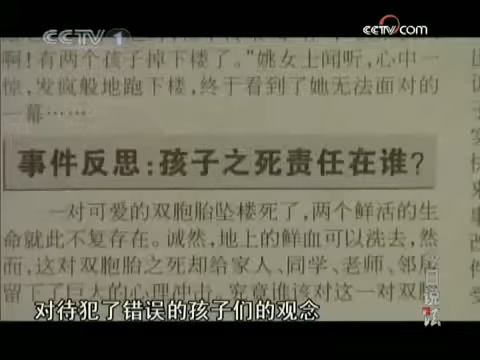 CCTV 1
CCTV.com
啊！有两个孩子掉下楼了。”姚女士闻听，心中一
惊，发疯般地跑下楼，终于看到了她无法面对的
一幕……
事件反思：孩子之死责任在谁？
一对可爱的双胞胎坠楼死了，两个鲜活的生
命就此不复存在。诚然，地上的鲜血可以洗去，然
而，这对双胞胎之死却给家人、同学、老师、邻居
留下了巨大的心理冲击。究竟谁该对这一对双胞
对待犯了错误的孩子们的观念
今日说法